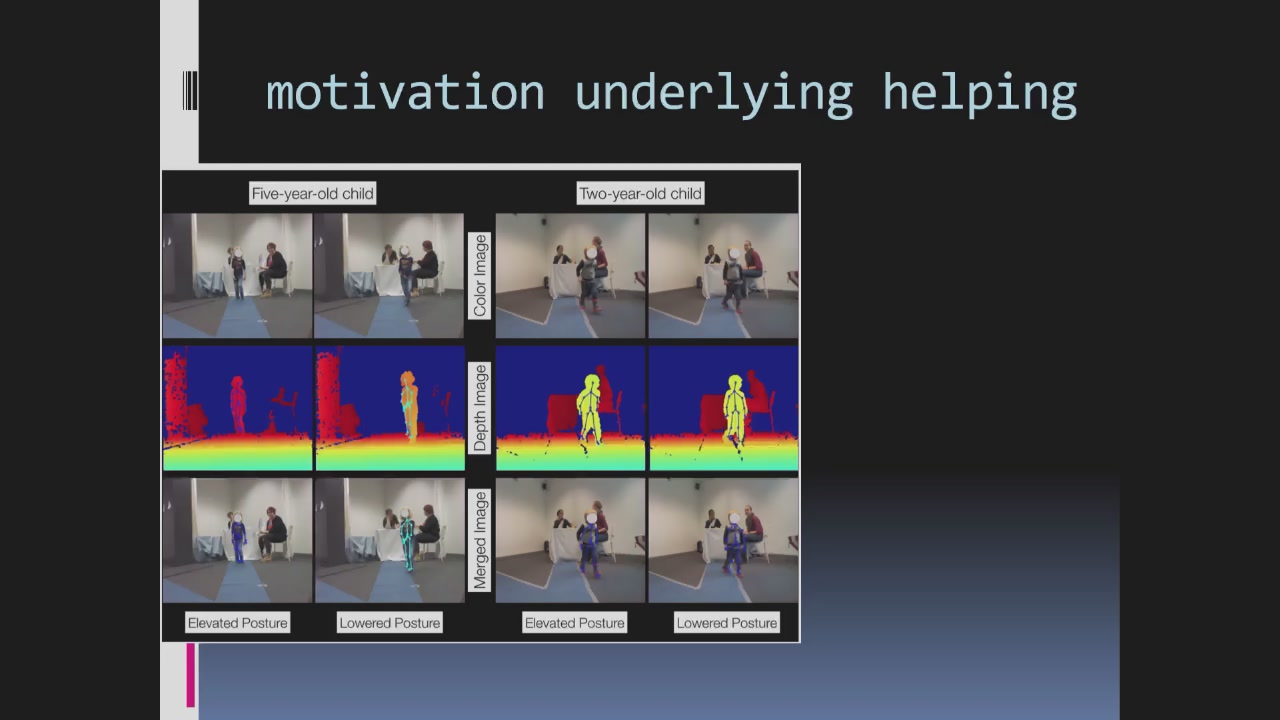 motivation underlying helping
Five-year-old child
Two-year-old child
Color Image
Depth Image
Merged Image
Elevated Posture
Lowered Posture
Elevated Posture
Lowered Posture